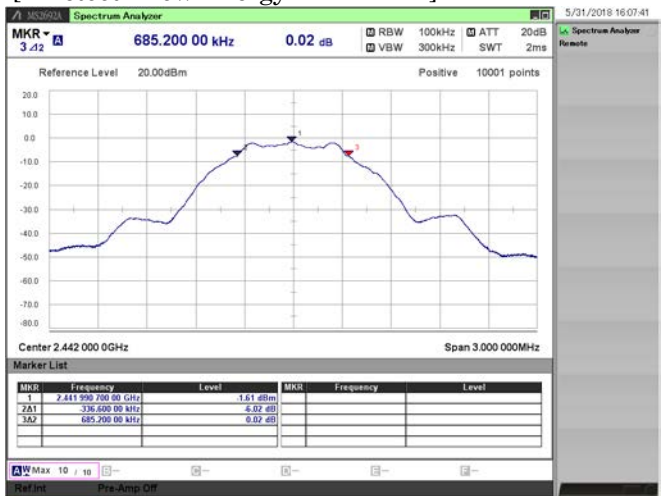 MS2692A Spectrum Analyzer
5/31/2018 16:07:41
MKR A 685.200 00 kHz 0.02 dB M RBW 100kHz M ATT 20dB
3 Δ2 M VBW 300kHz SWT 2ms
Spectrum Analyzer
Remote
Reference Level 20.00dBm Positive 10001 points
20.0
10.0
0.0
-10.0
-20.0
-30.0
-40.0
-50.0
-60.0
-70.0
-80.0
1
3
Center 2.442 000 0GHz Span 3.000 000MHz
Marker List
MKR Frequency Level MKR Frequency Level
1 2.441 990 700 00 GHz -1.61 dBm
2Δ1 -336.600 00 kHz -6.02 dB
3Δ2 685.200 00 kHz 0.02 dB
A W Max 10 / 10
Ref.Int Pre-Amp Off